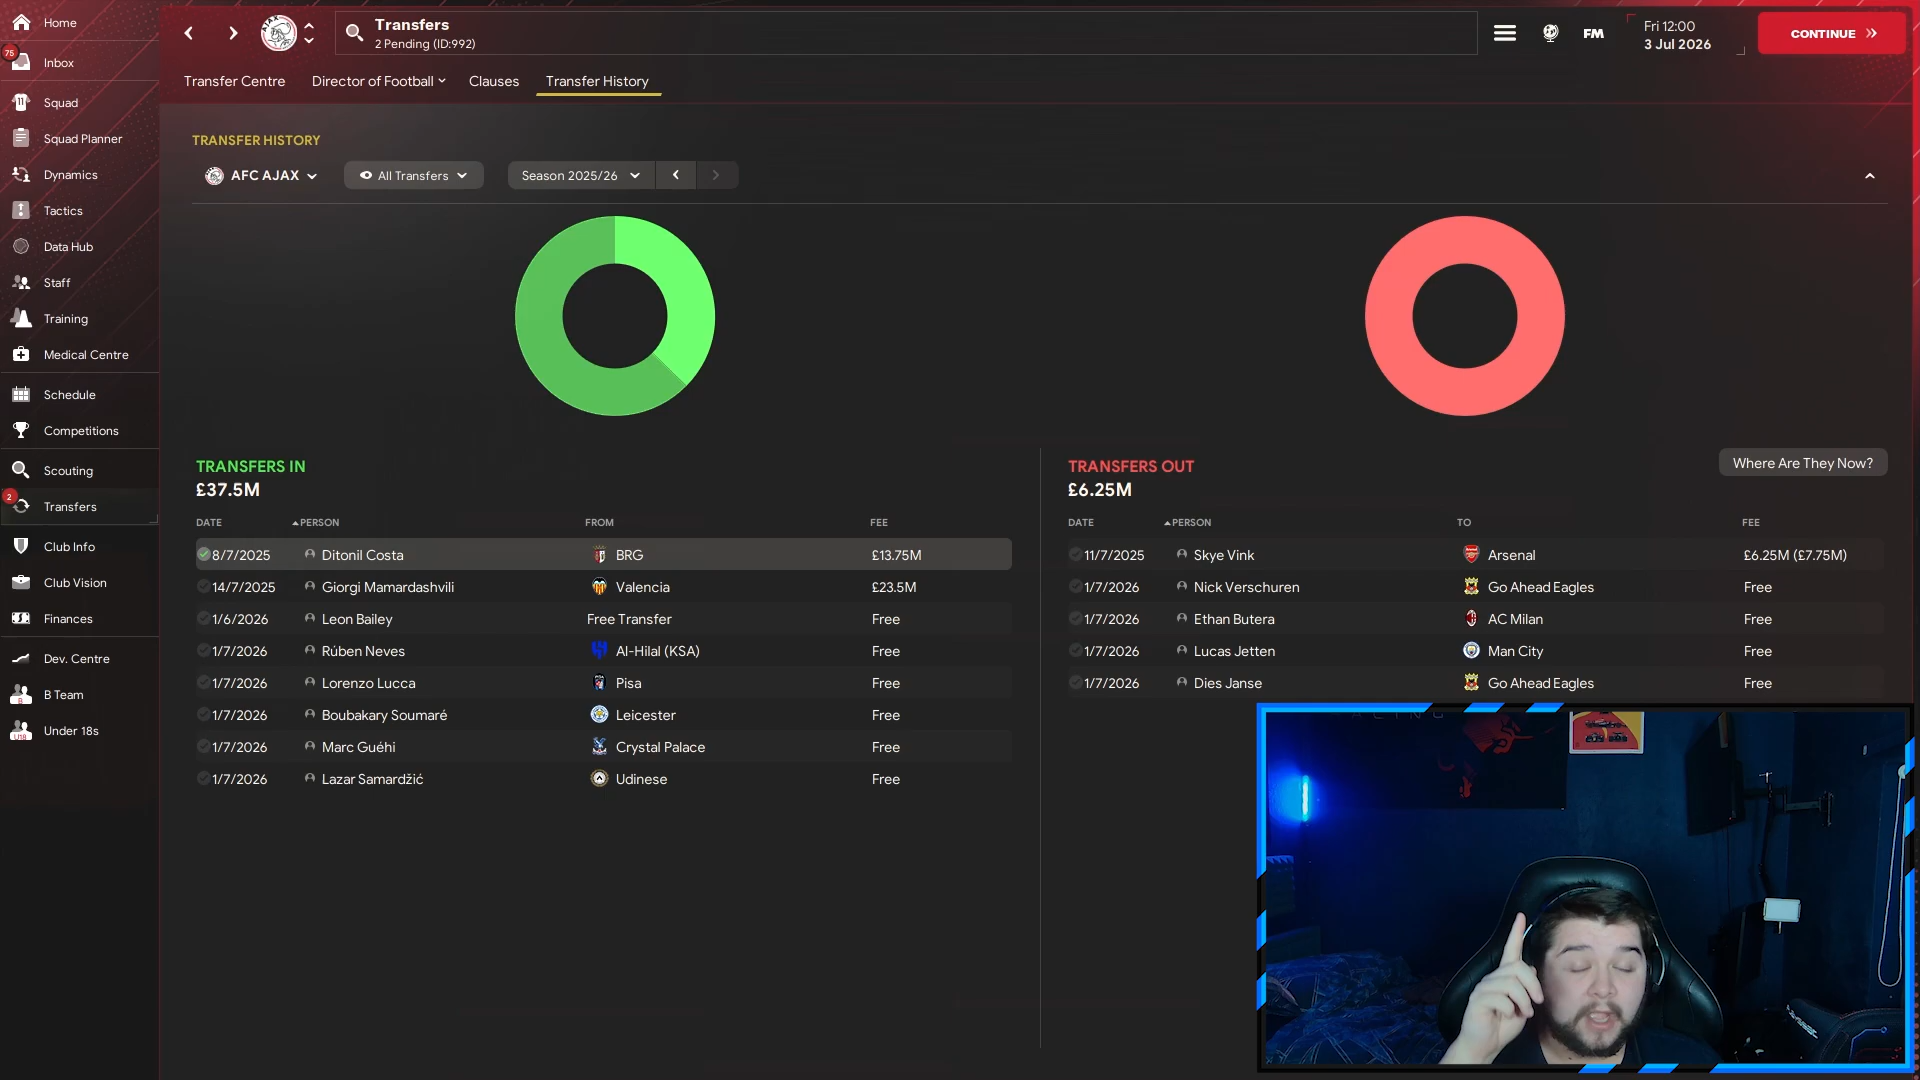 Home
75
Inbox
11
Squad
Squad Planner
Dynamics
Tactics
Data Hub
Staff
Training
Medical Centre
Schedule
Competitions
Scouting
2
Transfers
Club Info
Club Vision
Finances
Dev. Centre
B
B Team
U18
Under 18s
AJAX
Transfers
2 Pending (ID:992)
FM
Fri 12:00
3 Jul 2026
CONTINUE
Transfer Centre
Director of Football
Clauses
Transfer History
TRANSFER HISTORY
AFC AJAX
All Transfers
Season 2025/26
TRANSFERS IN
£37.5M
DATE PERSON FROM FEE
8/7/2025 Ditonil Costa BRG £13.75M
14/7/2025 Giorgi Mamardashvili Valencia £23.5M
1/6/2026 Leon Bailey Free Transfer Free
1/7/2026 Rúben Neves Al-Hilal (KSA) Free
1/7/2026 Lorenzo Lucca Pisa Free
1/7/2026 Boubakary Soumaré Leicester Free
1/7/2026 Marc Guéhi Crystal Palace Free
1/7/2026 Lazar Samardžić Udinese Free
TRANSFERS OUT
£6.25M
Where Are They Now?
DATE PERSON TO FEE
11/7/2025 Skye Vink Arsenal £6.25M (£7.75M)
1/7/2026 Nick Verschuren Go Ahead Eagles Free
1/7/2026 Ethan Butera AC Milan Free
1/7/2026 Lucas Jetten Man City Free
1/7/2026 Dies Janse Go Ahead Eagles Free
RACING